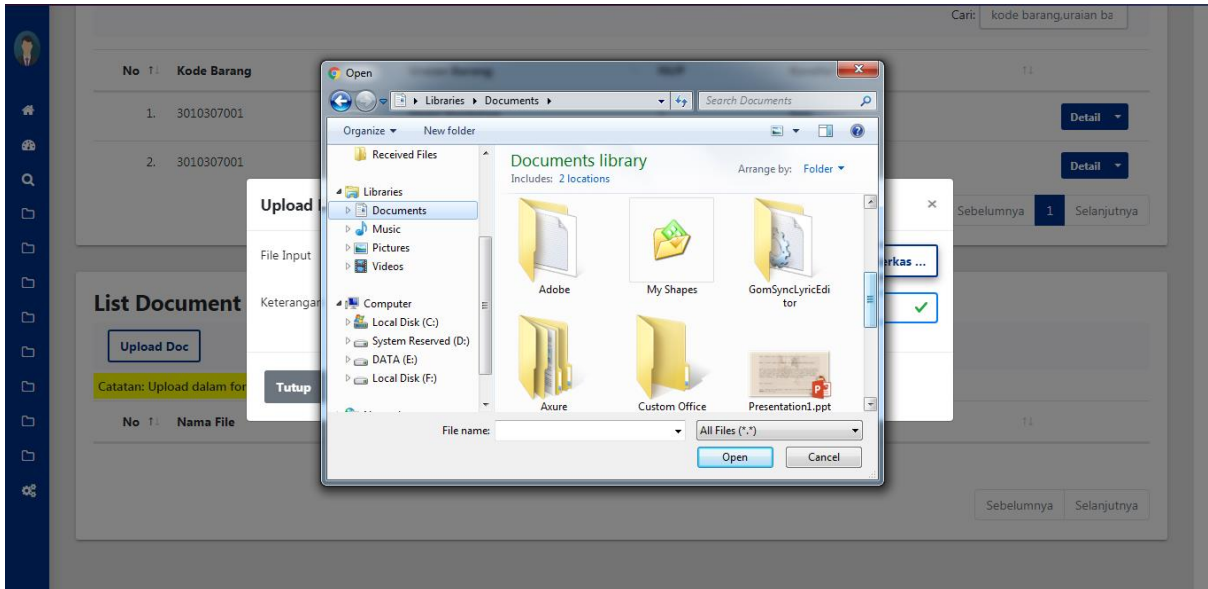 Cari: kode barang,uraian ba
No Kode Barang
1. 3010307001 Detail
2. 3010307001 Detail
Sebelumnya 1 Selanjutnya
Upload
File Input
erkas ...
Keterangan
List Document
Upload Doc
Catatan: Upload dalam for
Tutup
No Nama File
Sebelumnya Selanjutnya
Open
Libraries Documents
Search Documents
Organize New folder
Received Files
Libraries
Documents
Music
Pictures
Videos
Computer
Local Disk (C:)
System Reserved (D:)
DATA (E:)
Local Disk (F:)
Documents library
Includes: 2 locations
Arrange by: Folder
Adobe
My Shapes
GomSyncLyricEdi
tor
Axure
Custom Office
Presentation1.ppt
File name:
All Files (*.*)
Open Cancel